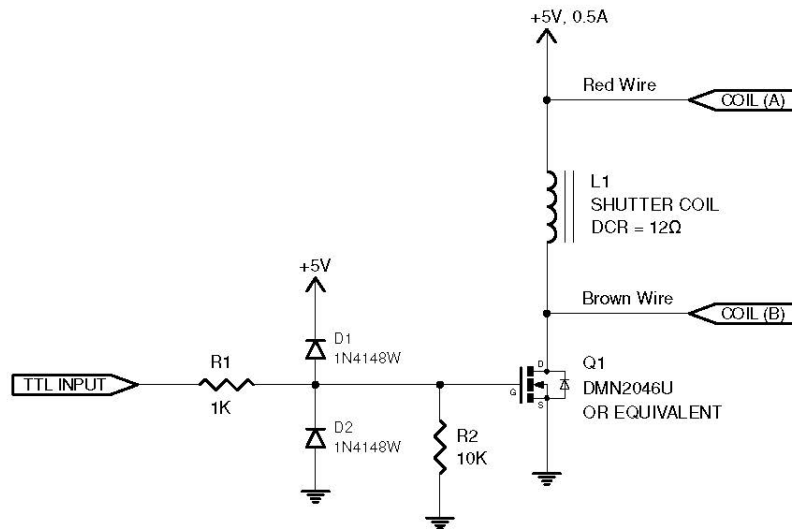 +5V, 0.5A
Red Wire
COIL (A)
L1
SHUTTER COIL
DCR = 12Ω
+5V
Brown Wire
COIL (B)
D1
1N4148W
R1
TTL INPUT
1K
D
G
S
Q1
DMN2046U
OR EQUIVALENT
D2
1N4148W
R2
10K